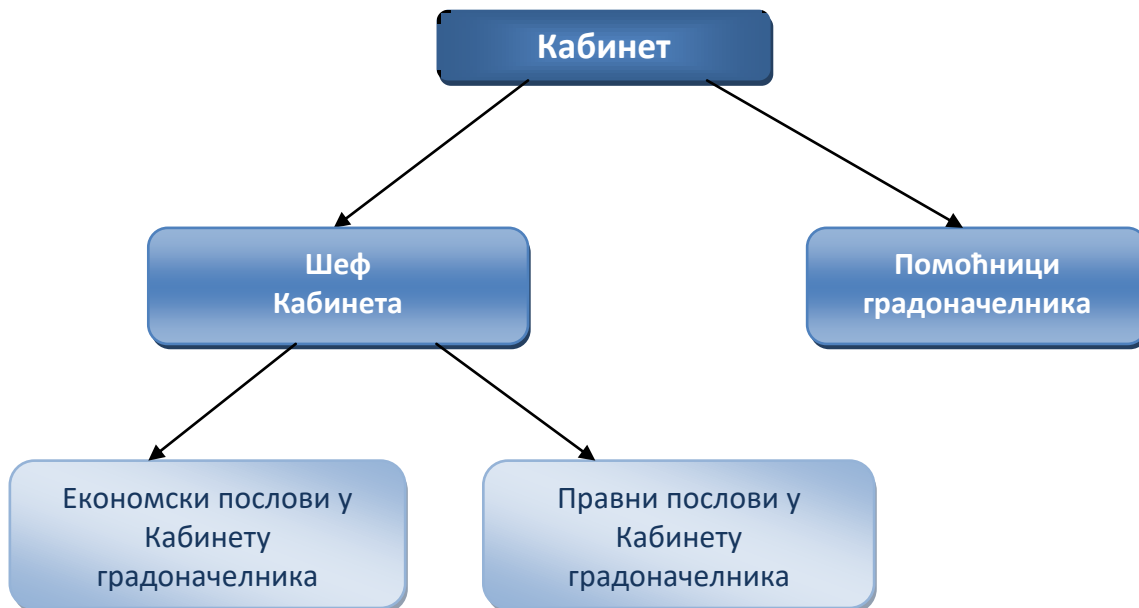 Кабинет
Шеф
Кабинета
Помоћници
градоначелника
Економски послови у
Кабинету
градоначелника
Правни послови у
Кабинету
градоначелника